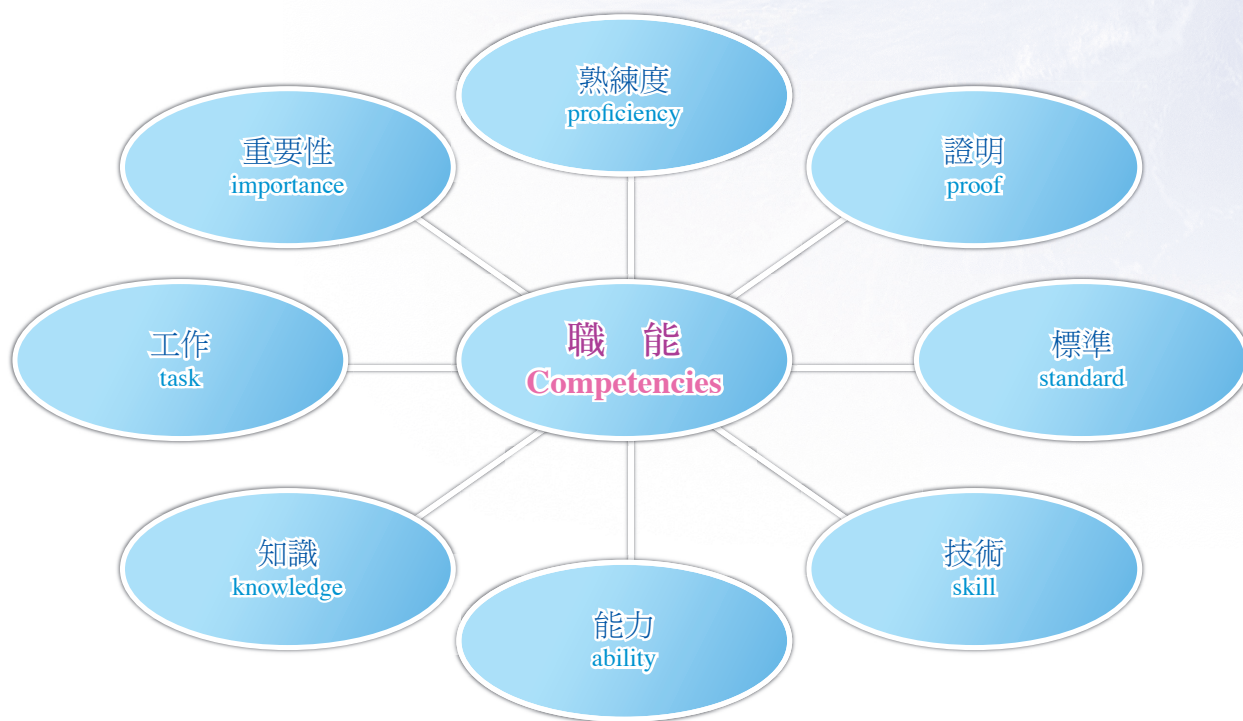 熟練度
proficiency
重要性
importance
證明
proof
工作
task
職 能
Competencies
標準
standard
知識
knowledge
技術
skill
能力
ability